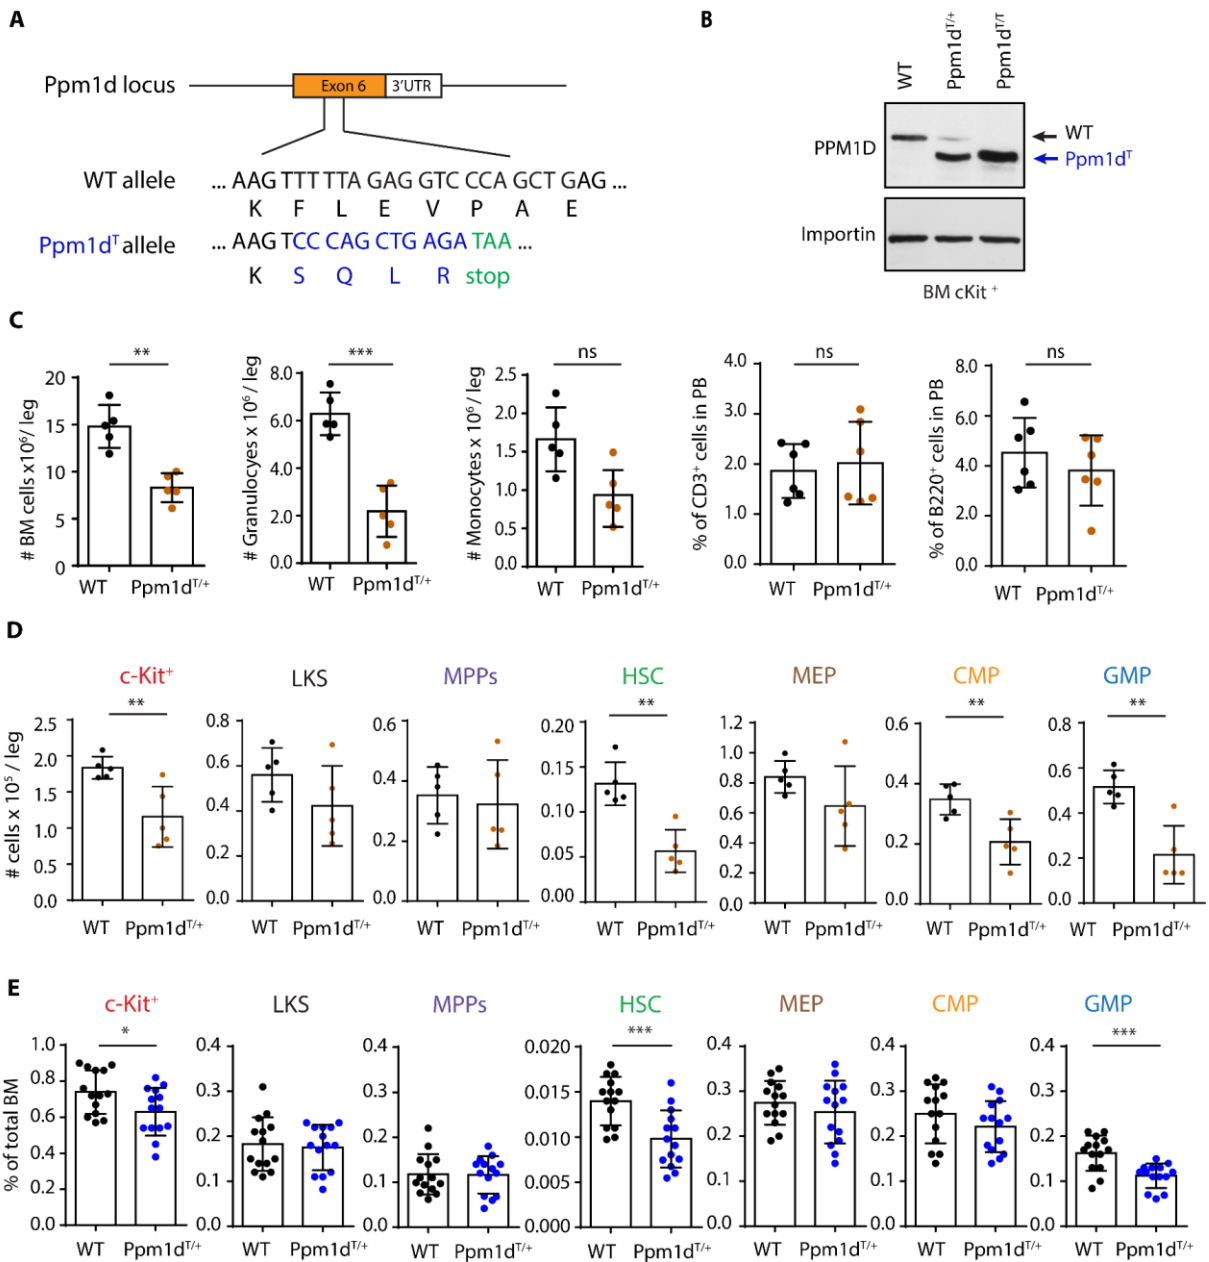 A
Ppm1d locus
Exon 6
3'UTR
WT allele
... AAG TTTT TTA GAG GTC CCA GCT GAG ...
K F L E V P A E
Ppm1dT allele
... AAG TCC CAG CTG AGA TAA ...
K S Q L R stop
B
WT
Ppm1dT/+
Ppm1dT/T
PPM1D
WT
Ppm1dT
Importin
BM cKit +
C
# BM cells x10⁶/ leg
20
15
10
5
0
**
WT Ppm1dT/+
# Granulocyes x 10⁶/ leg
8.0
6.0
4.0
2.0
0.0
***
WT Ppm1dT/+
# Monocytes x 10⁶/ leg
2.5
2.0
1.5
1.0
0.5
0.0
ns
WT Ppm1dT/+
% of CD3⁺ cells in PB
4.0
3.0
2.0
1.0
0.0
ns
WT Ppm1dT/+
% of B220⁺ cells in PB
8.0
6.0
4.0
2.0
0.0
ns
WT Ppm1dT/+
D
# cells x 10⁵ / leg
c-Kit⁺
**
2.5
2.0
1.5
1.0
0.5
0.0
WT Ppm1dT/+
LKS
0.8
0.6
0.4
0.2
0.0
WT Ppm1dT/+
MPPs
0.6
0.4
0.2
0.0
WT Ppm1dT/+
HSC
**
0.20
0.15
0.10
0.05
0.00
WT Ppm1dT/+
MEP
1.2
1.0
0.8
0.6
0.4
0.2
0.0
WT Ppm1dT/+
CMP
**
0.6
0.4
0.2
0.0
WT Ppm1dT/+
GMP
**
0.8
0.6
0.4
0.2
0.0
WT Ppm1dT/+
E
% of total BM
c-Kit⁺
*
1.0
0.8
0.6
0.4
0.2
0.0
WT Ppm1dT/+
LKS
0.4
0.3
0.2
0.1
0.0
WT Ppm1dT/+
MPPs
0.4
0.3
0.2
0.1
0.0
WT Ppm1dT/+
HSC
***
0.020
0.015
0.010
0.005
0.000
WT Ppm1dT/+
MEP
0.4
0.3
0.2
0.1
0.0
WT Ppm1dT/+
CMP
0.4
0.3
0.2
0.1
0.0
WT Ppm1dT/+
GMP
***
0.4
0.3
0.2
0.1
0.0
WT Ppm1dT/+